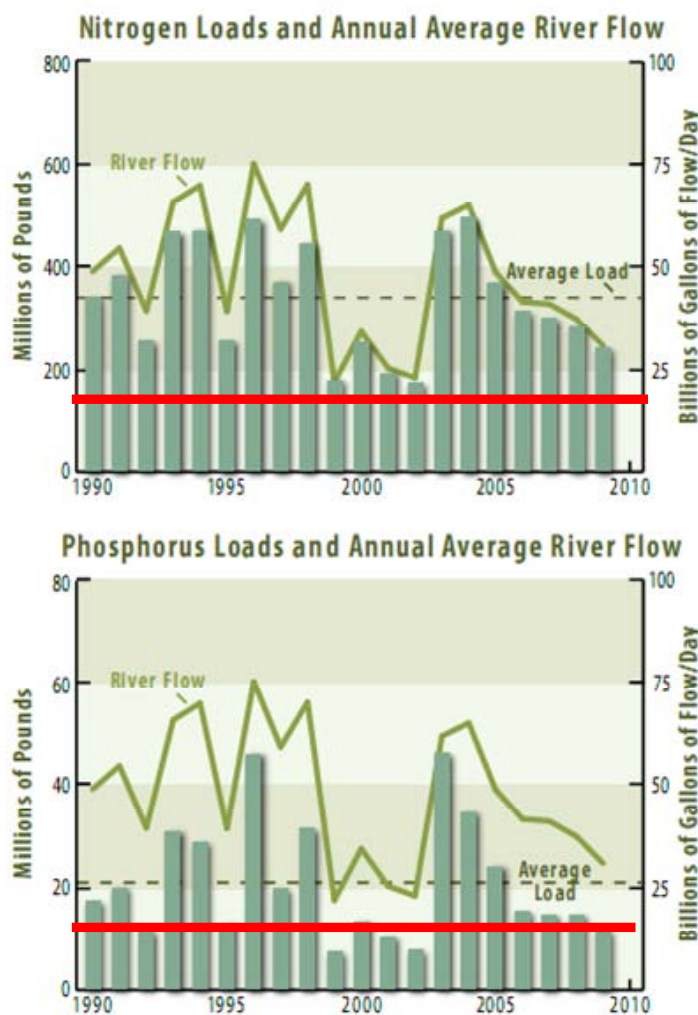 Nitrogen Loads and Annual Average River Flow
800
600
400
200
0
Millions of Pounds
100
75
50
25
Billions of Gallons of Flow/Day
River Flow
Average Load
1990
1995
2000
2005
2010
Phosphorus Loads and Annual Average River Flow
80
60
40
20
0
Millions of Pounds
100
75
50
25
Billions of Gallons of Flow/Day
River Flow
Average
Load
1990
1995
2000
2005
2010